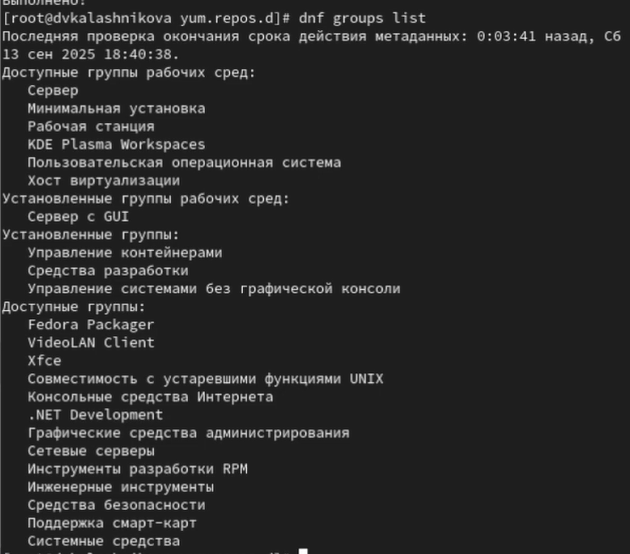 Выполнено!
[root@dvkalashnikova yum.repos.d]# dnf groups list
Последняя проверка окончания срока действия метаданных: 0:03:41 назад, Сб
13 сен 2025 18:40:38.
Доступные группы рабочих сред:
Сервер
Минимальная установка
Рабочая станция
KDE Plasma Workspaces
Пользовательская операционная система
Хост виртуализации
Установленные группы рабочих сред:
Сервер с GUI
Установленные группы:
Управление контейнерами
Средства разработки
Управление системами без графической консоли
Доступные группы:
Fedora Packager
VideoLAN Client
Xfce
Совместимость с устаревшими функциями UNIX
Консольные средства Интернета
.NET Development
Графические средства администрирования
Сетевые серверы
Инструменты разработки RPM
Инженерные инструменты
Средства безопасности
Поддержка смарт-карт
Системные средства